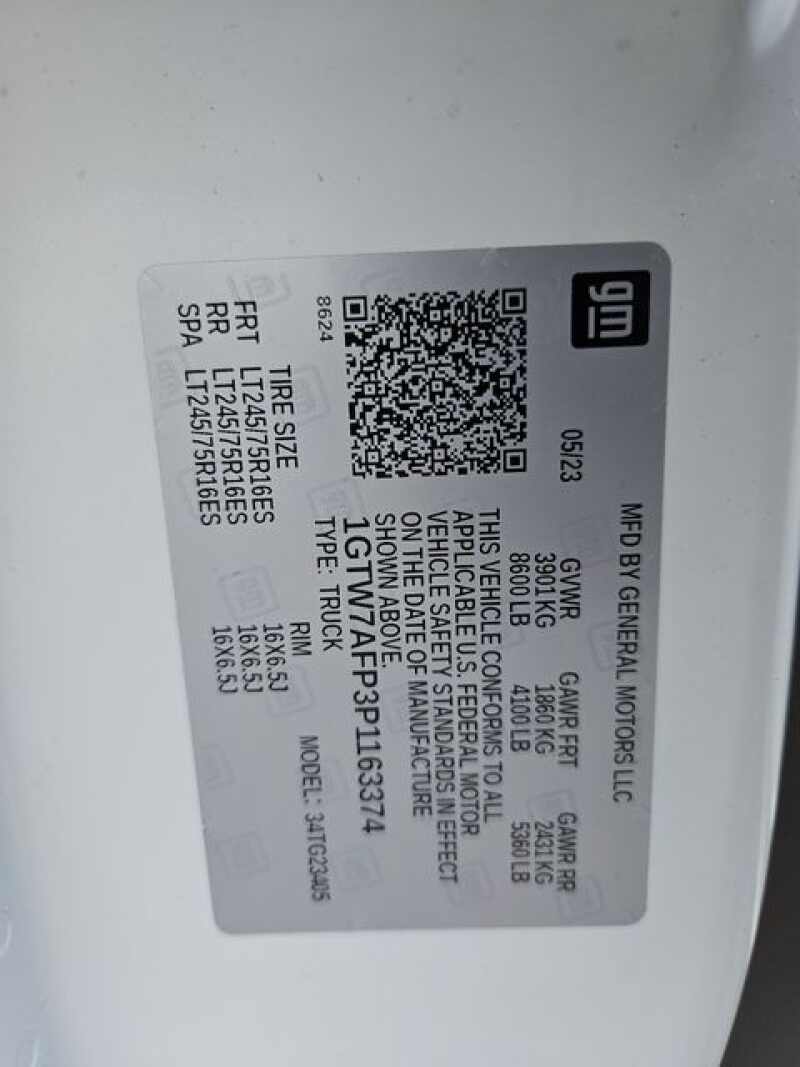 gm
MFD BY GENERAL MOTORS LLC
05/23
GVWR GAWR FRT GAWR RR
3901 KG 1860 KG 2431 KG
8600 LB 4100 LB 5360 LB
THIS VEHICLE CONFORMS TO ALL
APPLICABLE U.S. FEDERAL MOTOR
VEHICLE SAFETY STANDARDS IN EFFECT
ON THE DATE OF MANUFACTURE
SHOWN ABOVE.
1GTW7AFP3P1163374
8624
TYPE: TRUCK
MODEL: 34TG23405
TIRE SIZE RIM
FRT LT245/75R16ES 16X6.5J
RR LT245/75R16ES 16X6.5J
SPA LT245/75R16ES 16X6.5J